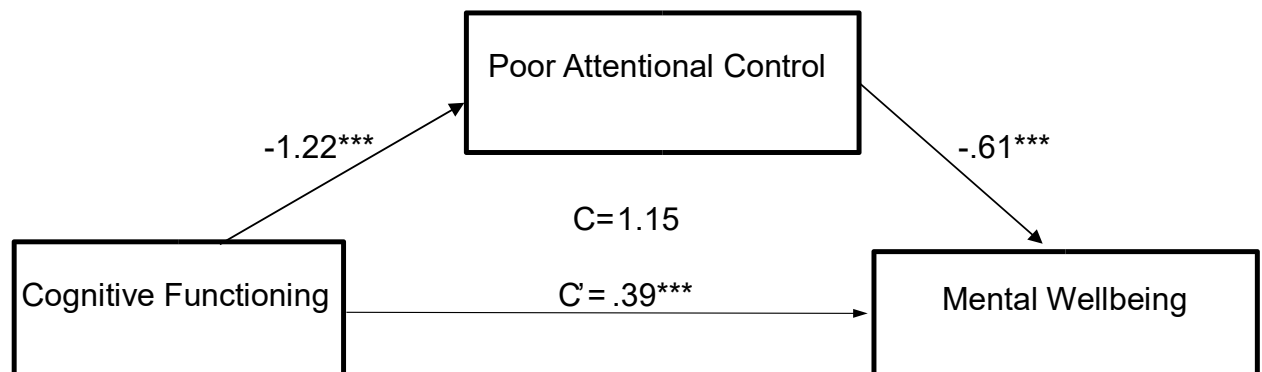 Poor Attentional Control
-1.22***
-.61***
C=1.15
Cognitive Functioning
C’= .39***
Mental Wellbeing